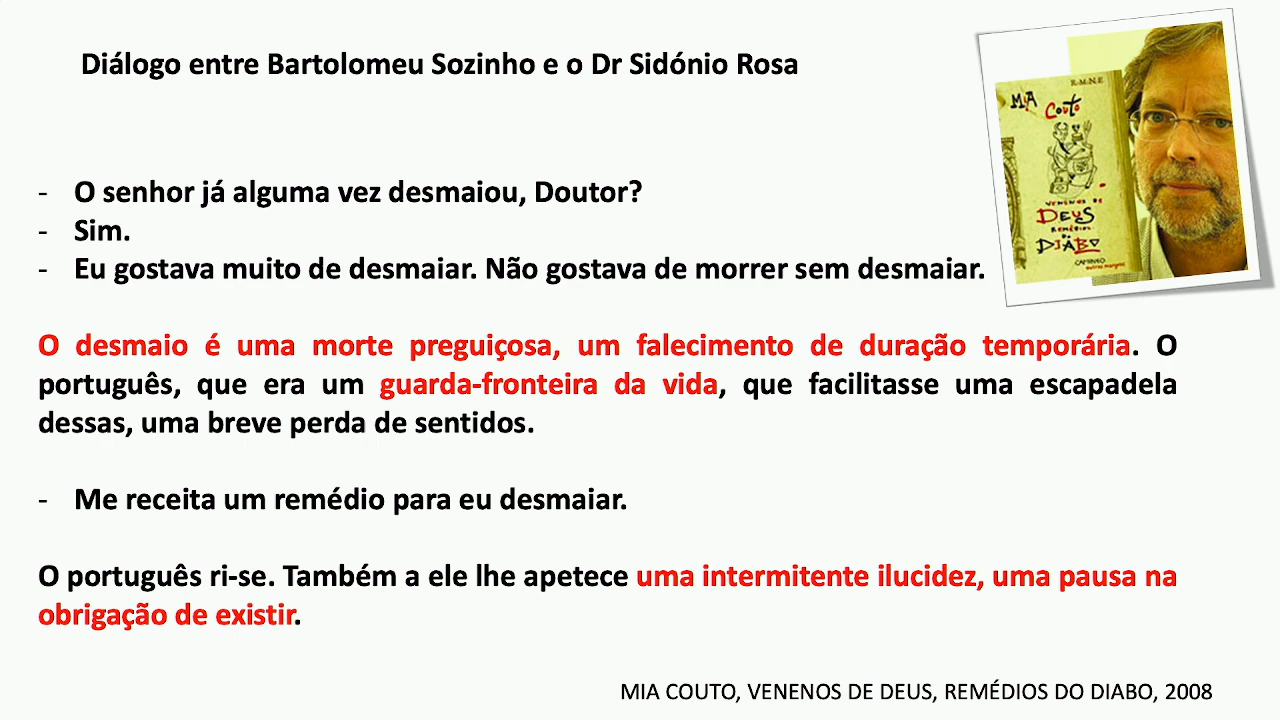 Diálogo entre Bartolomeu Sozinho e o Dr Sidónio Rosa
R-M-N-E
MIA Couto
VENENOS DE
DEUS
REMÉDIOS
DO
DIABO
CAMINHO
outras margens
- O senhor já alguma vez desmaiou, Doutor?
- Sim.
- Eu gostava muito de desmaiar. Não gostava de morrer sem desmaiar.
O desmaio é uma morte preguiçosa, um falecimento de duração temporária. O
português, que era um guarda-fronteira da vida, que facilitasse uma escapadela
dessas, uma breve perda de sentidos.
- Me receita um remédio para eu desmaiar.
O português ri-se. Também a ele lhe apetece uma intermitente ilucidez, uma pausa na
obrigação de existir.
MIA COUTO, VENENOS DE DEUS, REMÉDIOS DO DIABO, 2008